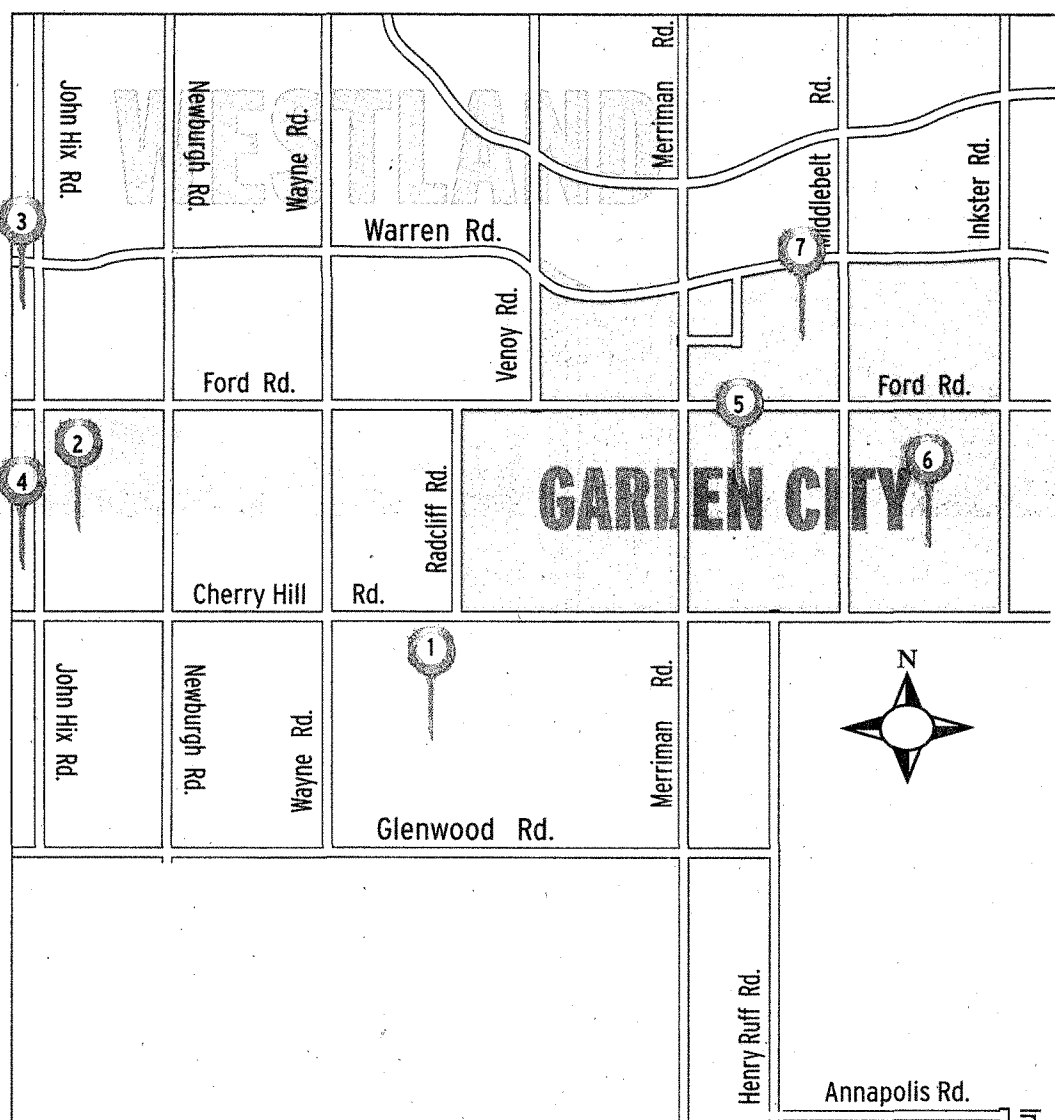 John Hix Rd.
Newburgh Rd.
Wayne Rd.
WESTLAND
Merriman Rd.
Middlebelt Rd.
Inkster Rd.
3
Warren Rd.
7
Venoy Rd.
Ford Rd.
Ford Rd.
5
2
4
6
Radcliff Rd.
GARDEN CITY
Cherry Hill Rd.
1
N
John Hix Rd.
Newburgh Rd.
Wayne Rd.
Merriman Rd.
Glenwood Rd.
Henry Ruff Rd.
Annapolis Rd.